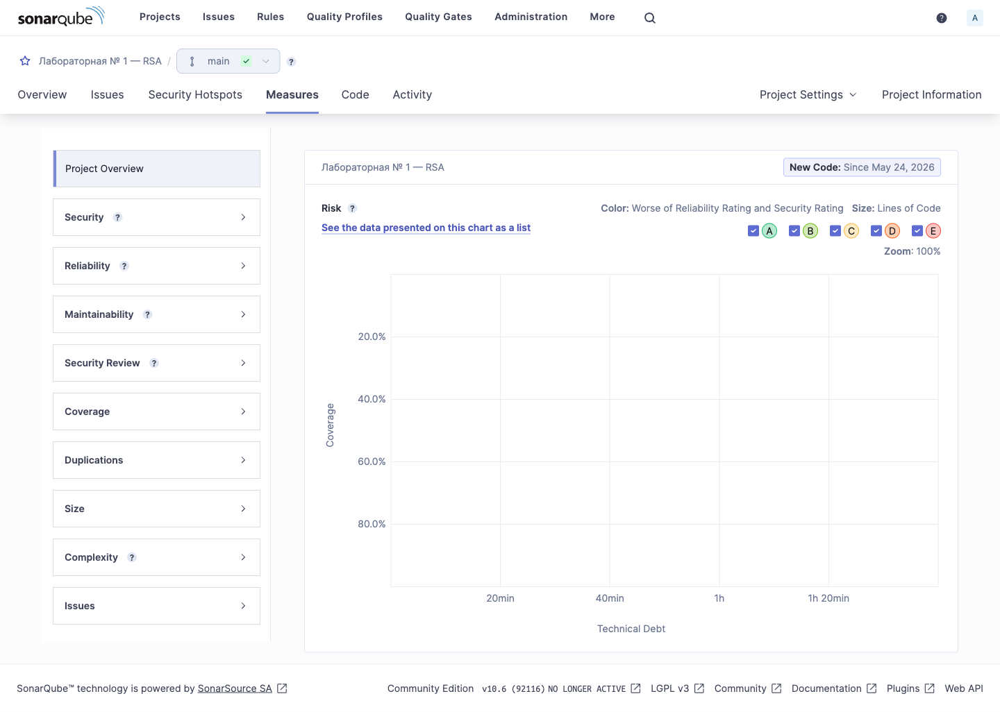 sonarqube Projects Issues Rules Quality Profiles Quality Gates Administration More ? A
Лабораторная № 1 — RSA / main ?
Overview Issues Security Hotspots Measures Code Activity Project Settings Project Information
Project Overview
Security ?
Reliability ?
Maintainability ?
Security Review ?
Coverage
Duplications
Size
Complexity ?
Issues
Лабораторная № 1 — RSA New Code: Since May 24, 2026
Risk ? Color: Worse of Reliability Rating and Security Rating Size: Lines of Code
See the data presented on this chart as a list A B C D E
Zoom: 100%
20.0%
40.0%
60.0%
80.0%
Coverage
20min 40min 1h 1h 20min
Technical Debt
SonarQube™ technology is powered by SonarSource SA Community Edition v10.6 (92116) NO LONGER ACTIVE LGPL v3 Community Documentation Plugins Web API